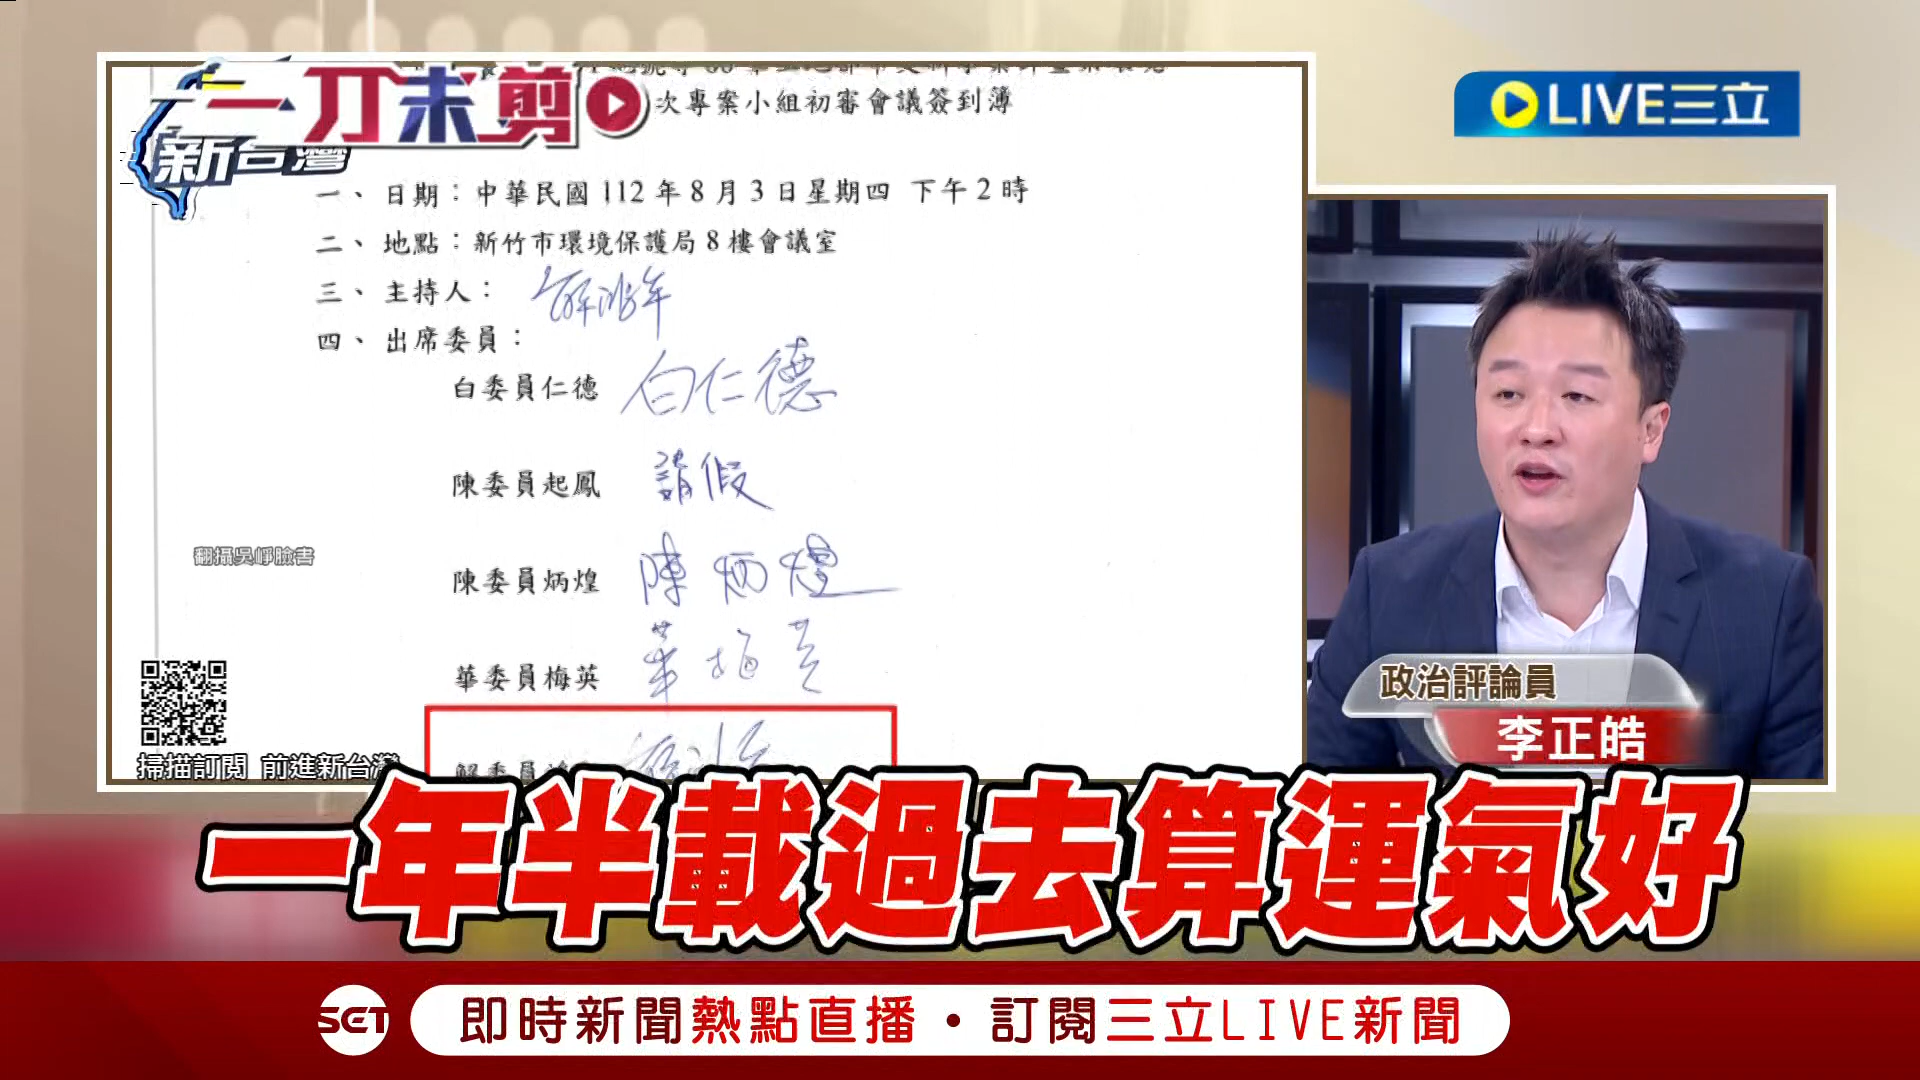 一刀未剪
新台灣
次專案小組初審會議簽到簿
LIVE三立
一、日期：中華民國112年8月3日星期四 下午2時
二、地點：新竹市環境保護局8樓會議室
三、主持人：
四、出席委員：
白委員仁德 白仁德
陳委員起鳳 請假
翻攝吳崢臉書
陳委員炳煌 陳炳煌
華委員梅英 華梅英
掃描訂閱 前進新台灣
政治評論員
李正皓
一年半載過去算運氣好
SET 即時新聞熱點直播・訂閱三立LIVE新聞